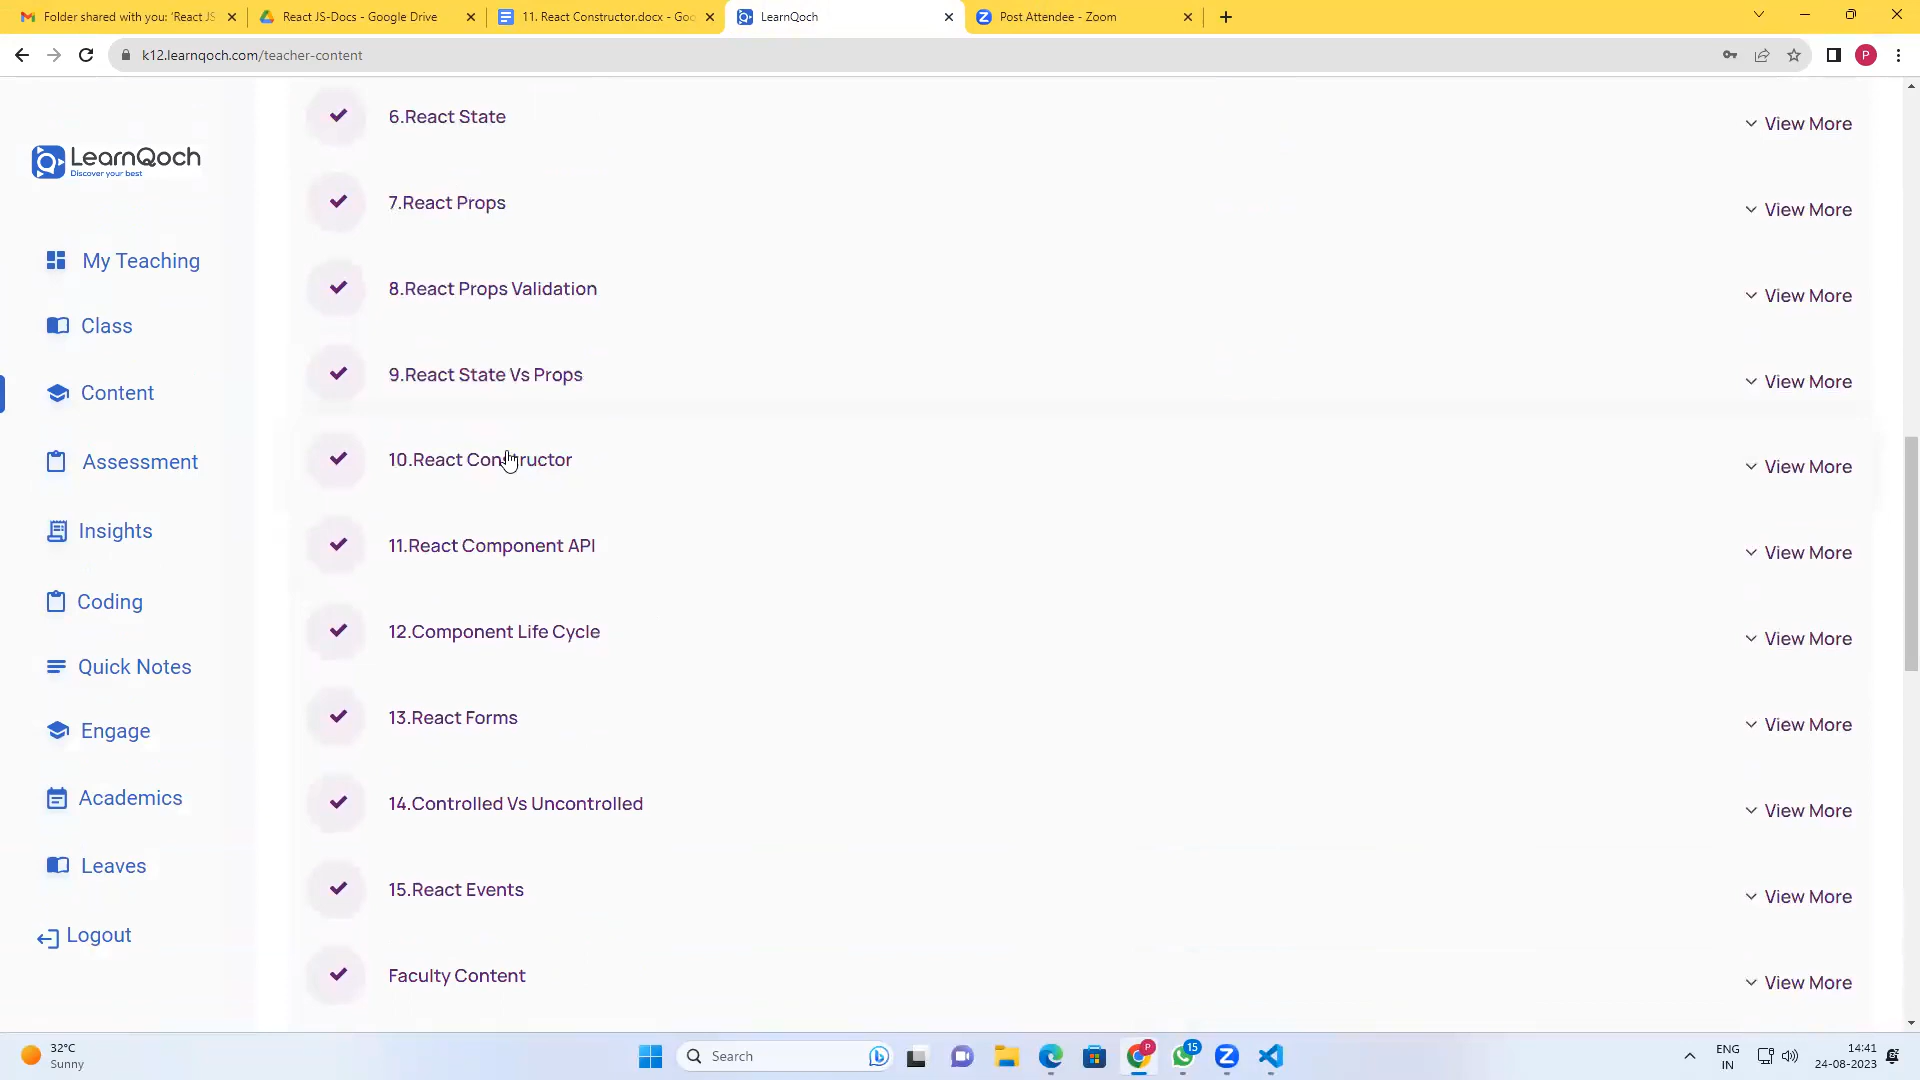 Folder shared with you: 'React JS
React JS-Docs - Google Drive
11. React Constructor.docx - Goo
LearnQoch
Post Attendee - Zoom
k12.learnqoch.com/teacher-content
P
LearnQoch
Discover your best
My Teaching
Class
Content
Assessment
Insights
Coding
Quick Notes
Engage
Academics
Leaves
Logout
6.React State
View More
7.React Props
View More
8.React Props Validation
View More
9.React State Vs Props
View More
10.React Constructor
View More
11.React Component API
View More
12.Component Life Cycle
View More
13.React Forms
View More
14.Controlled Vs Uncontrolled
View More
15.React Events
View More
Faculty Content
View More
32°C
Sunny
Search
P
15
ENG
IN
14:41
24-08-2023